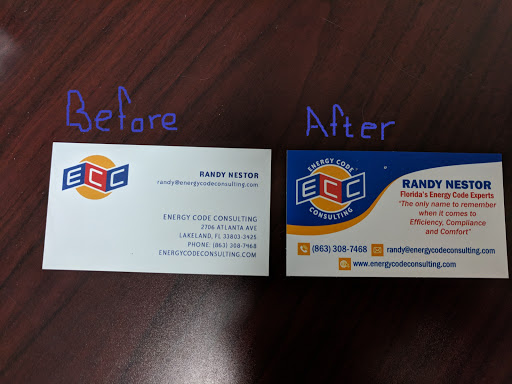 Before
After
ECC
RANDY NESTOR
randy@energycodeconsulting.com
ENERGY CODE CONSULTING
2706 ATLANTA AVE
LAKELAND, FL 33803-2425
PHONE: (863) 308-7468
ENERGYCODECONSULTING.COM
ENERGY CODE
ECC
CONSULTING
RANDY NESTOR
Florida's Energy Code Experts
"The only name to remember
when it comes to
Efficiency, Compliance
and Comfort"
(863) 308-7468
randy@energycodeconsulting.com
www.energycodeconsulting.com